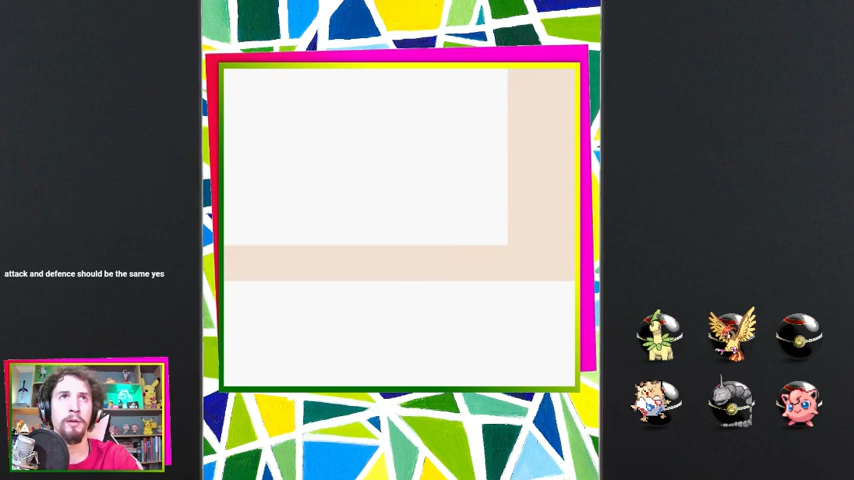 attack and defence should be the same yes